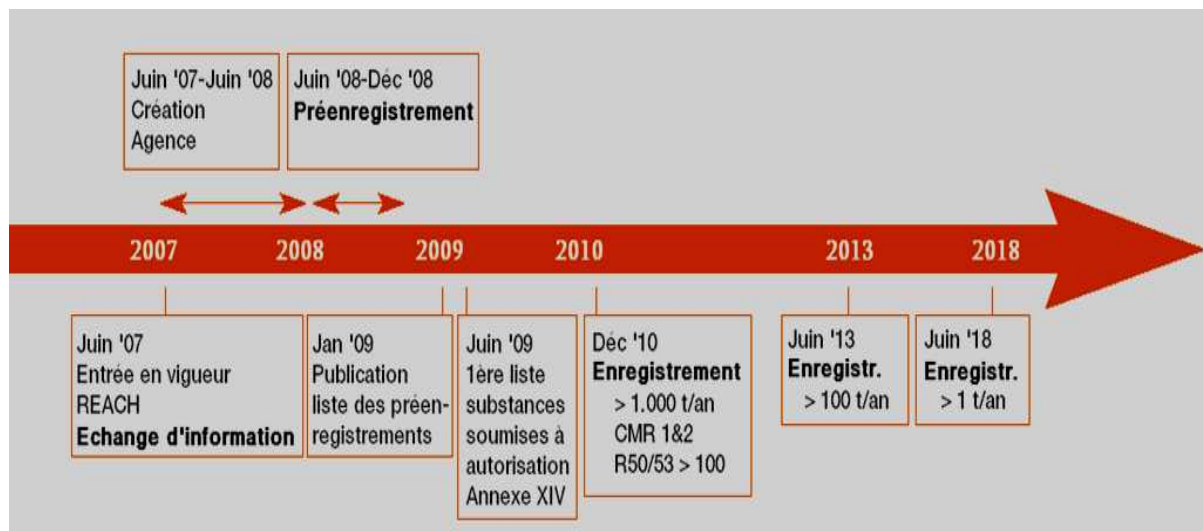 Juin '07-Juin '08
Création
Agence
Juin '08-Déc '08
Préenregistrement
2007 2008 2009 2010 2013 2018
Juin '07
Entrée en vigueur
REACH
Echange d'information
Jan '09
Publication
liste des préen-
registrements
Juin '09
1ère liste
substances
soumises à
autorisation
Annexe XIV
Déc '10
Enregistrement
> 1.000 t/an
CMR 1&2
R50/53 > 100
Juin '13
Enregistr.
> 100 t/an
Juin '18
Enregistr.
> 1 t/an